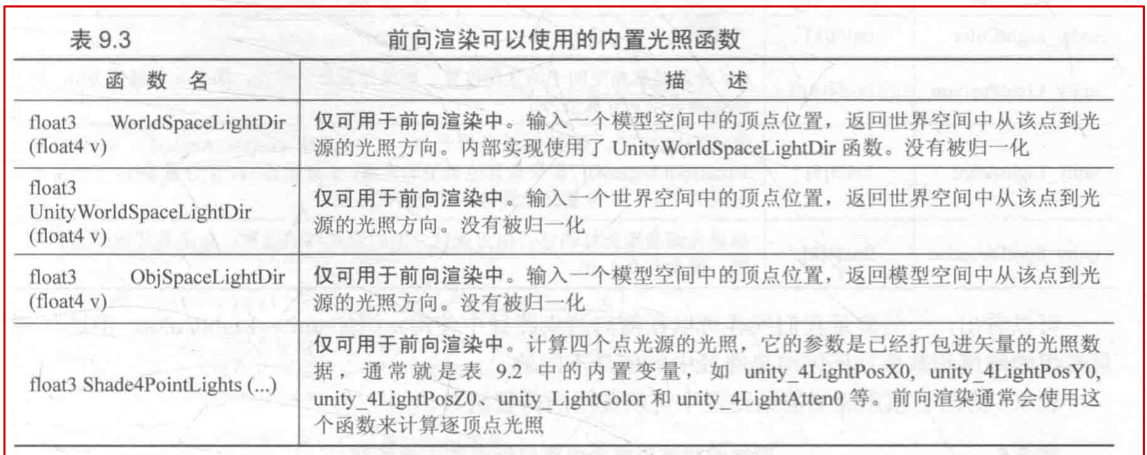 表 9.3 前向渲染可以使用的内置光照函数
函 数 名 描 述
float3 WorldSpaceLightDir
(float4 v)
仅可用于前向渲染中。输入一个模型空间中的顶点位置，返回世界空间中从该点到光
源的光照方向。内部实现使用了 UnityWorldSpaceLightDir 函数。没有被归一化
float3
UnityWorldSpaceLightDir
(float4 v)
仅可用于前向渲染中。输入一个世界空间中的顶点位置，返回世界空间中从该点到光
源的光照方向。没有被归一化
float3 ObjSpaceLightDir
(float4 v)
仅可用于前向渲染中。输入一个模型空间中的顶点位置，返回模型空间中从该点到光
源的光照方向。没有被归一化
float3 Shade4PointLights (...)
仅可用于前向渲染中。计算四个点光源的光照，它的参数是已经打包进矢量的光照数
据，通常就是表 9.2 中的内置变量，如 unity_4LightPosX0, unity_4LightPosY0,
unity_4LightPosZ0、unity_LightColor 和 unity_4LightAtten0 等。前向渲染通常会使用这
个函数来计算逐顶点光照